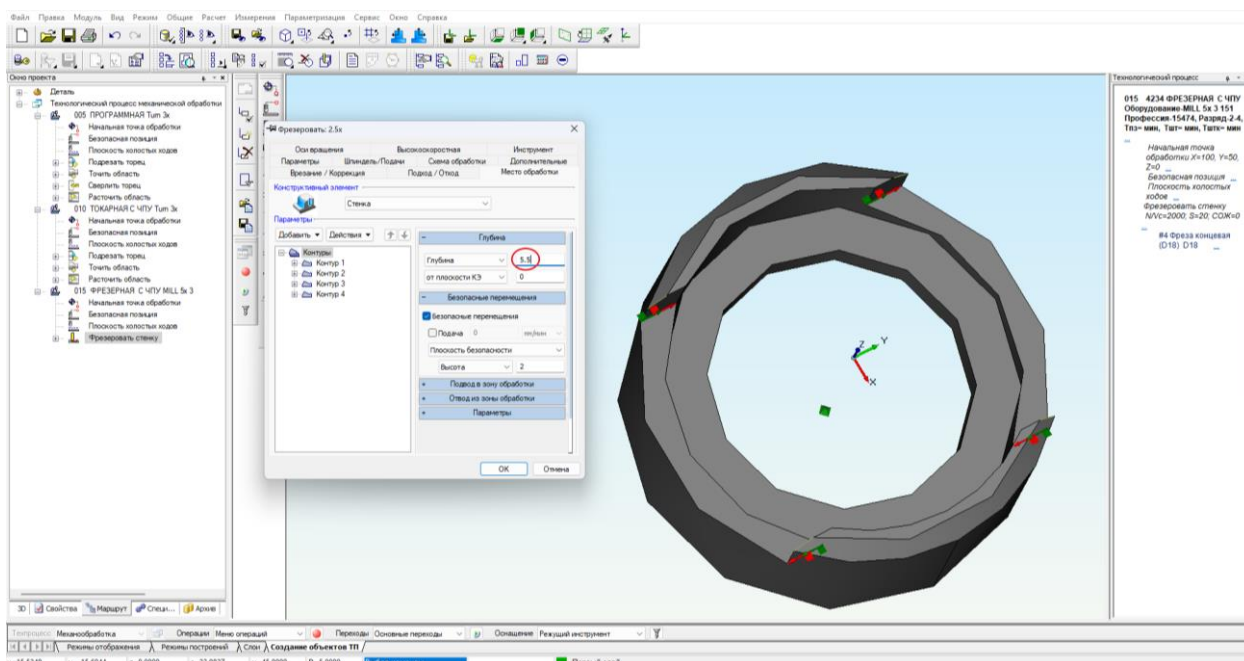 Файл Правка Модуль Вид Режим Общие Расчет Измерения Параметризация Сервис Окно Справка
Окно проекта
Деталь
Технологический процесс механической обработки
005 ПРОГРАММНАЯ Turn 3x
Начальная точка обработки
Безопасная позиция
Плоскость холостых ходов
Подрезать торец
Точить область
Сверлить торец
Расточить область
010 ТОКАРНАЯ С ЧПУ Turn 3x
Начальная точка обработки
Безопасная позиция
Плоскость холостых ходов
Подрезать торец
Точить область
Расточить область
015 ФРЕЗЕРНАЯ С ЧПУ MILL 5x 3
Начальная точка обработки
Безопасная позиция
Плоскость холостых ходов
Фрезеровать стенку
3D Свойства Маршрут Специ... Архив
Фрезеровать: 2.5x
Оси вращения Высокоскоростная Инструмент
Параметры Шпиндель/Подачи Схема обработки Дополнительные
Врезание / Коррекция Подход / Отход Место обработки
Конструктивный элемент
Стенка
Параметры
Добавить Действия
Контуры
Контур 1
Контур 2
Контур 3
Контур 4
Глубина
Глубина 5.5
от плоскости КЭ 0
Безопасные перемещения
Безопасные перемещения
Подача 0 мм/мин
Плоскость безопасности
Высота 2
Подвод в зону обработки
Отвод из зоны обработки
Параметры
OK Отмена
Z Y
X
Технологический процесс
015 4234 ФРЕЗЕРНАЯ С ЧПУ
Оборудование-MILL 5x 3 151
Профессия-15474, Разряд-2-4,
Тпз= мин, Тшт= мин, Тштк= мин
Начальная точка
обработки X=100, Y=50,
Z=0
Безопасная позиция
Плоскость холостых
ходов
Фрезеровать стенку
N/Vc=2000; S=20; СОЖ=0
#4 Фреза концевая
(D18) D18
Техпроцесс Механообработка Операции Меню операций Переходы Основные переходы Оснащение Режущий инструмент
Режимы отображения Режимы построений Слои Создание объектов ТП